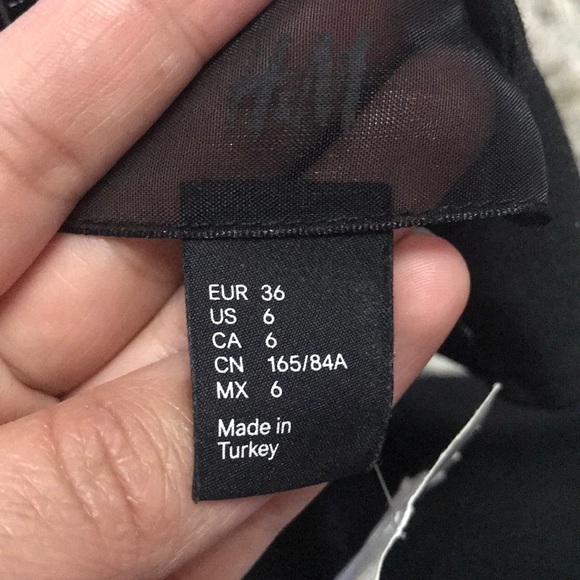 H&M
EUR 36
US 6
CA 6
CN 165/84A
MX 6
Made in
Turkey